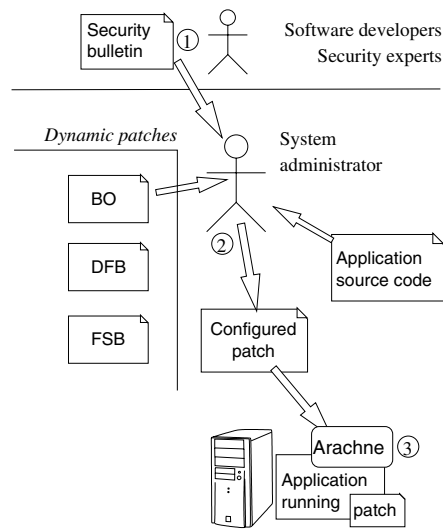 Security
bulletin
1
Software developers
Security experts
Dynamic patches
System
administrator
BO
2
DFB
Application
source code
FSB
Configured
patch
Arachne
3
Application
running
patch